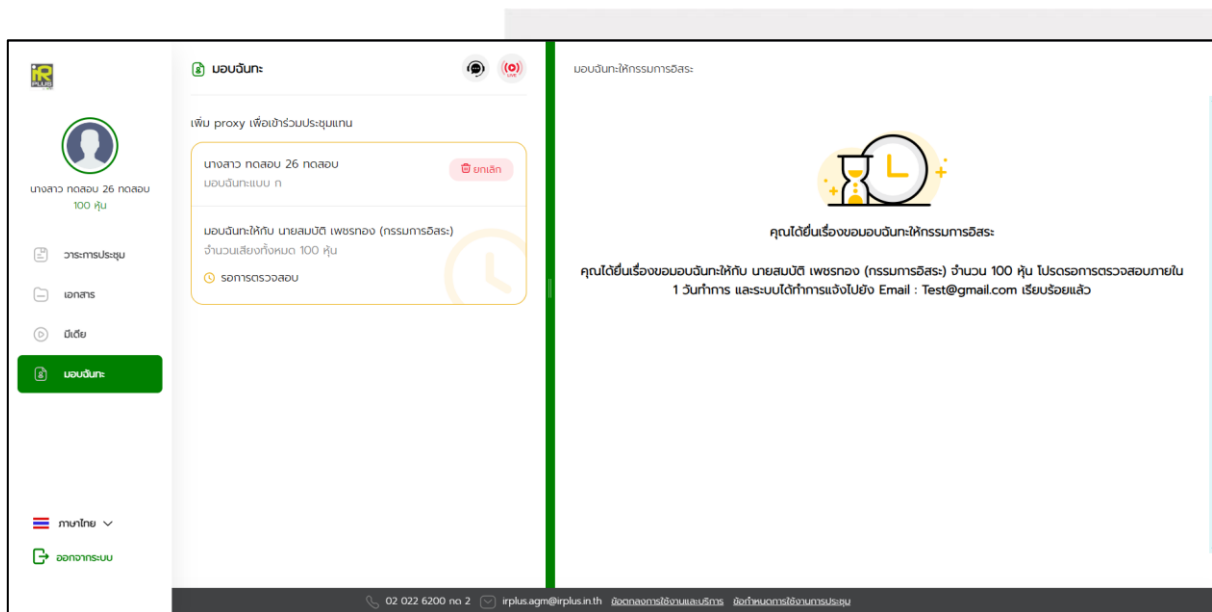 iR
PLUS
นางสาว ทดสอบ 26 ทดสอบ
100 หุ้น
วาระการประชุม
เอกสาร
มีเดีย
มอบฉันทะ
ภาษาไทย
ออกจากระบบ
มอบฉันทะ
LIVE
เพิ่ม proxy เพื่อเข้าร่วมประชุมแทน
นางสาว ทดสอบ 26 ทดสอบ
ยกเลิก
มอบฉันทะแบบ ก
มอบฉันทะให้กับ นายสมบัติ เพชรทอง (กรรมการอิสระ)
จำนวนเสียงทั้งหมด 100 หุ้น
รอการตรวจสอบ
มอบฉันทะให้กรรมการอิสระ
คุณได้ยื่นเรื่องขอมอบฉันทะให้กรรมการอิสระ
คุณได้ยื่นเรื่องขอมอบฉันทะให้กับ นายสมบัติ เพชรทอง (กรรมการอิสระ) จำนวน 100 หุ้น โปรดรอการตรวจสอบภายใน
1 วันทำการ และระบบได้ทำการแจ้งไปยัง Email : Test@gmail.com เรียบร้อยแล้ว
02 022 6200 กด 2 irplus.agm@irplus.in.th ข้อตกลงการใช้งานและบริการ ข้อกำหนดการใช้งานการประชุม